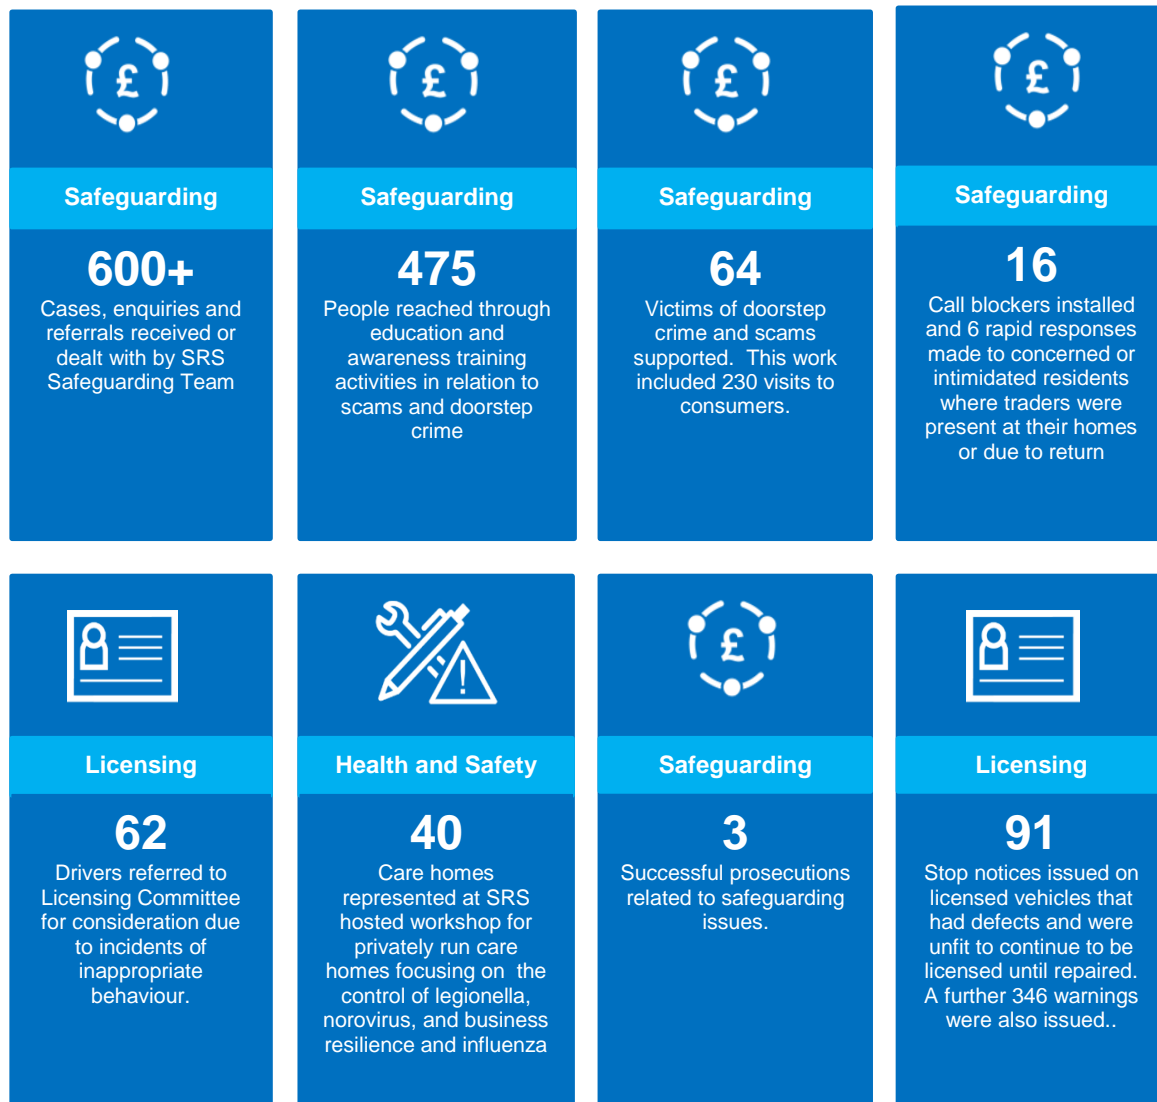 £
Safeguarding
600+
Cases, enquiries and
referrals received or
dealt with by SRS
Safeguarding Team
£
Safeguarding
475
People reached through
education and
awareness training
activities in relation to
scams and doorstep
crime
£
Safeguarding
64
Victims of doorstep
crime and scams
supported.  This work
included 230 visits to
consumers.
£
Safeguarding
16
Call blockers installed
and 6 rapid responses
made to concerned or
intimidated residents
where traders were
present at their homes
or due to return
Licensing
62
Drivers referred to
Licensing Committee
for consideration due
to incidents of
inappropriate
behaviour.
!
Health and Safety
40
Care homes
represented at SRS
hosted workshop for
privately run care
homes focusing on  the
control of legionella,
norovirus, and business
resilience and influenza
£
Safeguarding
3
Successful prosecutions
related to safeguarding
issues.
Licensing
91
Stop notices issued on
licensed vehicles that
had defects and were
unfit to continue to be
licensed until repaired.
A further 346 warnings
were also issued..